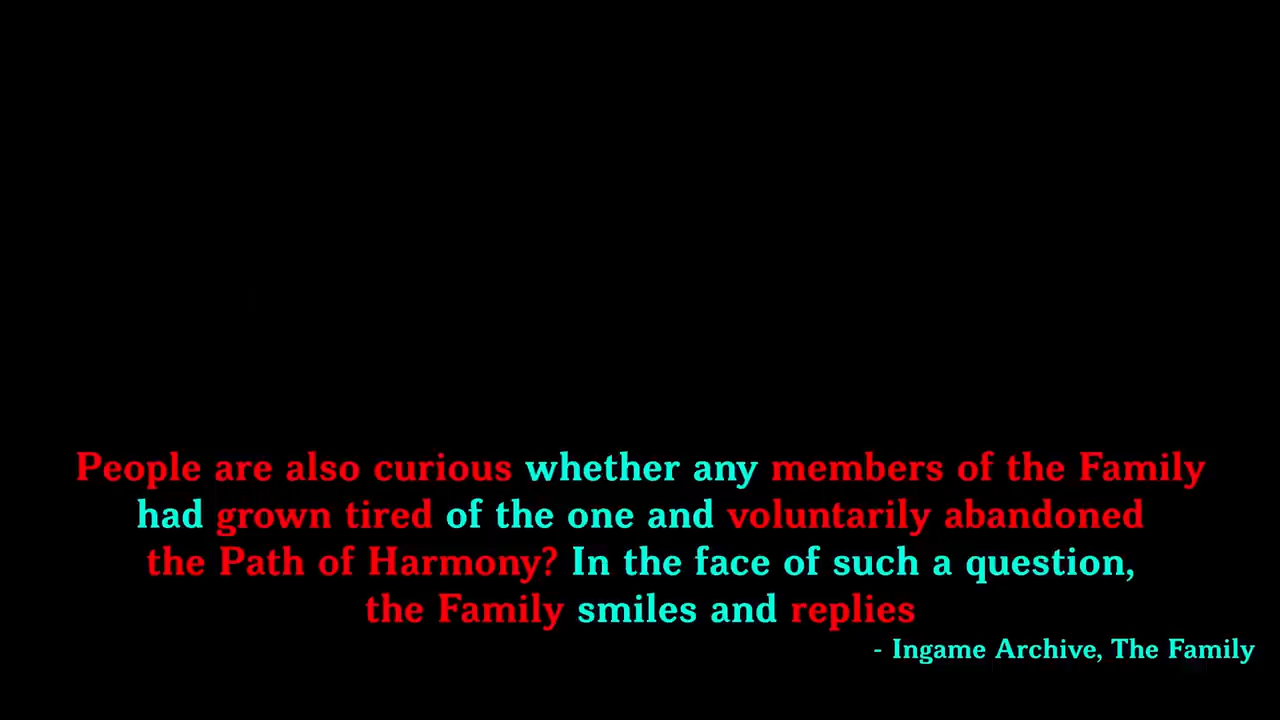 People are also curious whether any members of the Family
had grown tired of the one and voluntarily abandoned
the Path of Harmony? In the face of such a question,
the Family smiles and replies
- Ingame Archive, The Family